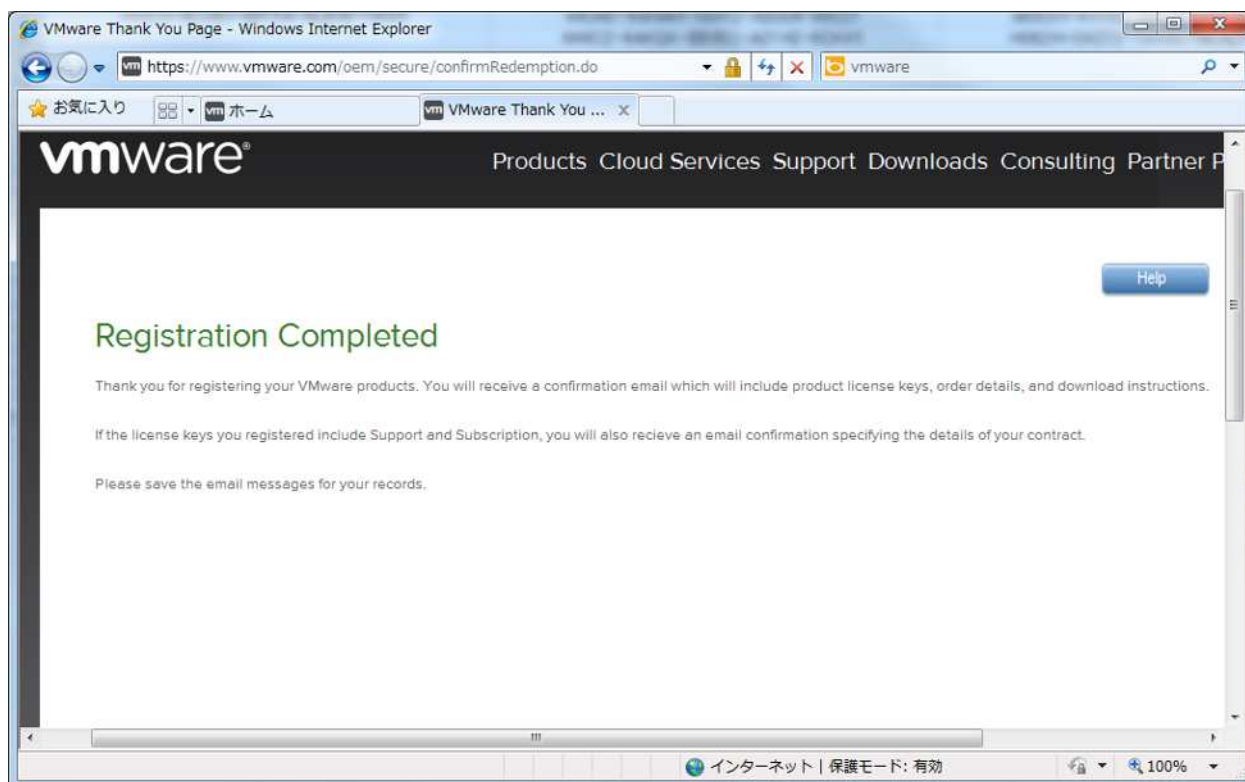 VMware Thank You Page - Windows Internet Explorer
https://www.vmware.com/oem/secure/confirmRedemption.do
vmware
お気に入り
ホーム
VMware Thank You ...
vmware®
Products Cloud Services Support Downloads Consulting Partner P
Help
Registration Completed
Thank you for registering your VMware products. You will receive a confirmation email which will include product license keys, order details, and download instructions.
If the license keys you registered include Support and Subscription, you will also recieve an email confirmation specifying the details of your contract.
Please save the email messages for your records.
インターネット | 保護モード: 有効
100%